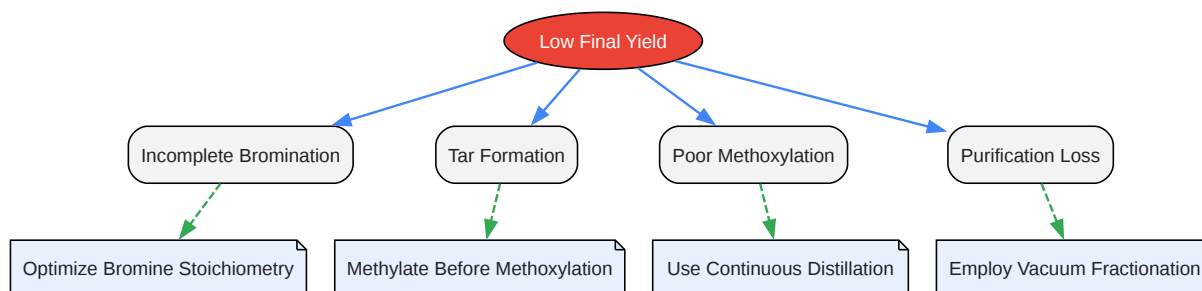 Low Final Yield
Incomplete Bromination
Tar Formation
Poor Methoxylation
Purification Loss
Optimize Bromine Stoichiometry
Methylate Before Methoxylation
Use Continuous Distillation
Employ Vacuum Fractionation